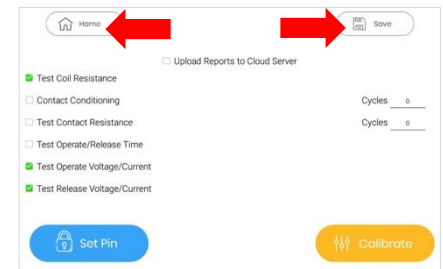 Home
Save
Upload Reports to Cloud Server
Test Coil Resistance
Contact Conditioning Cycles 0
Test Contact Resistance Cycles 0
Test Operate/Release Time
Test Operate Voltage/Current
Test Release Voltage/Current
Set Pin
Calibrate